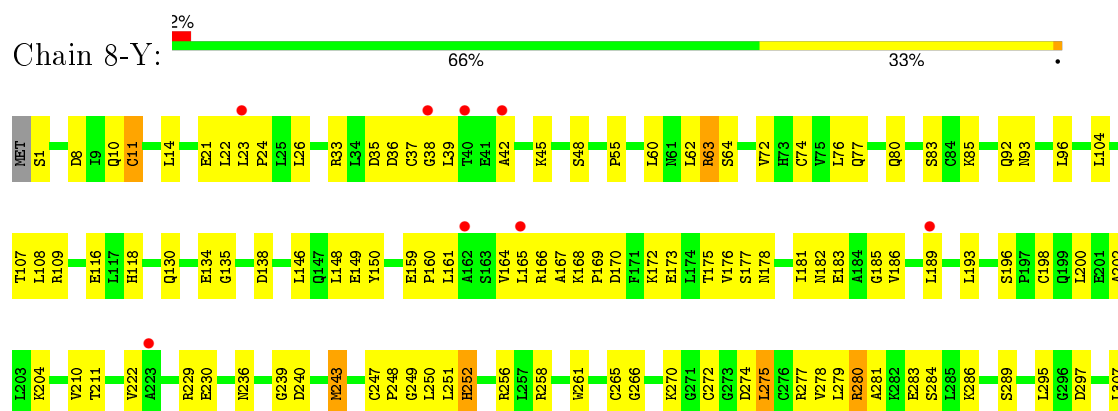 2%
Chain 8-Y:
66% 33% •
MET S1 D8 I9 Q10 C11 L14 E21 L22 L23 P24 L25 L26 R33 L34 D35 D36 C37 G38 L39 T40 E41 A42 K45 S48 P55 L60 N61 L62 R63 S64 V72 H73 C74 V75 L76 Q77 Q80 S83 C84 K85 Q92 N93 L96 L104
T107 L108 R109 E116 L117 H118 Q130 E134 G135 D138 L146 Q147 L148 E149 Y150 E159 P160 L161 A162 S163 V164 L165 R166 A167 K168 P169 D170 F171 K172 E173 L174 T175 V176 S177 N178 I181 N182 E183 A184 G185 V186 L189 L193 S196 P197 C198 Q199 L200 E201 A202
L203 K204 V210 T211 V222 A223 R229 E230 N236 G239 D240 M243 C247 P248 G249 L250 L251 H252 R256 L257 R258 W261 C265 G266 K270 G271 C272 G273 D274 L275 C276 R277 V278 L279 R280 A281 K282 E283 S284 L285 K286 S289 L295 G296 D297